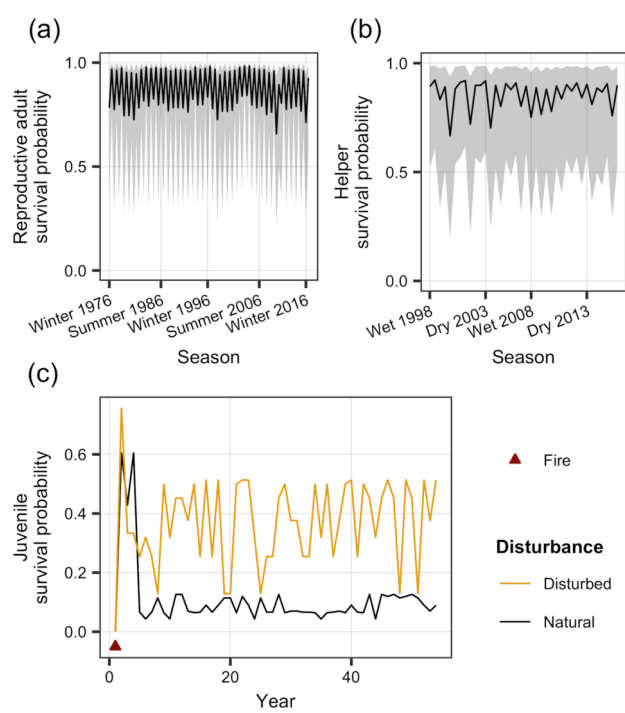 (a)
Reproductive adult
survival probability
1.0
0.5
0.0
Winter 1976
Summer 1986
Winter 1996
Summer 2006
Winter 2016
Season
(b)
Helper
survival probability
1.0
0.5
0.0
Wet 1998
Dry 2003
Wet 2008
Dry 2013
Season
(c)
Juvenile
survival probability
0.6
0.4
0.2
0.0
0
20
40
Year
Fire
Disturbance
Disturbed
Natural